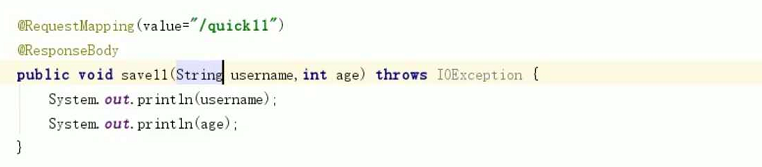 @RequestMapping(value="/quick11")
@ResponseBody
public void save11(String username,int age) throws IOException {
System.out.println(username);
System.out.println(age);
}